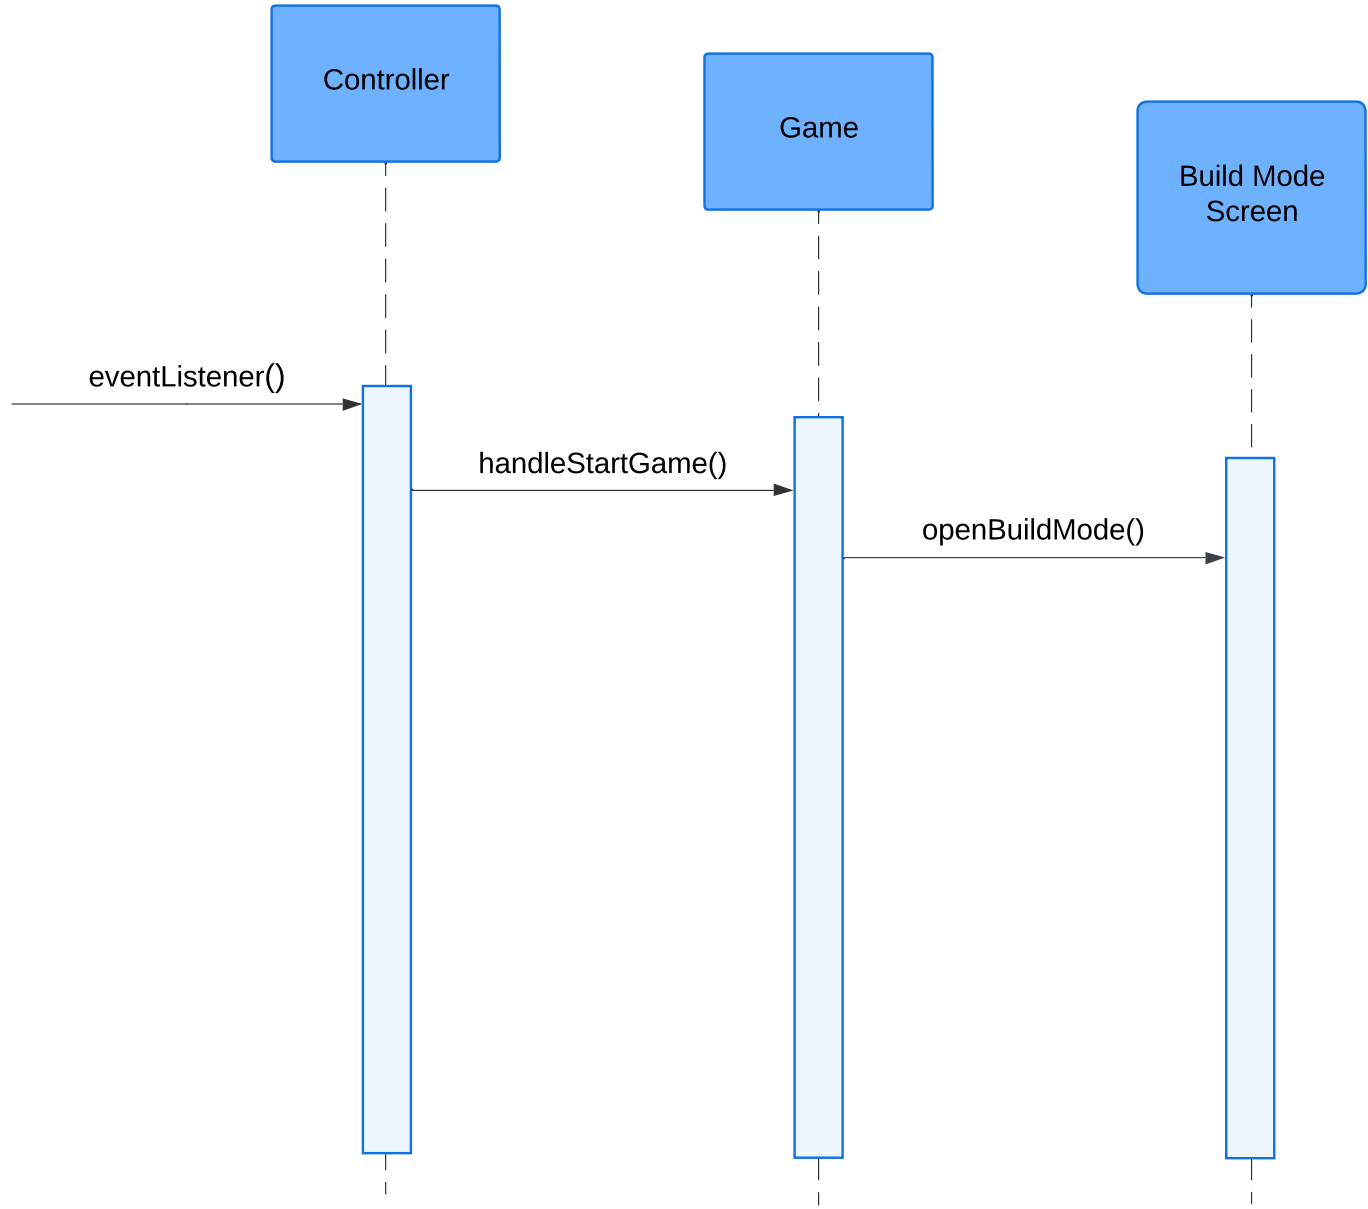 Controller
Game
Build Mode
Screen
eventListener()
handleStartGame()
openBuildMode()